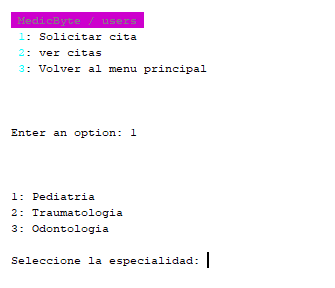 MedicByte / users
1: Solicitar cita
2: ver citas
3: Volver al menu principal
Enter an option: 1
1: Pediatria
2: Traumatologia
3: Odontologia
Seleccione la especialidad: